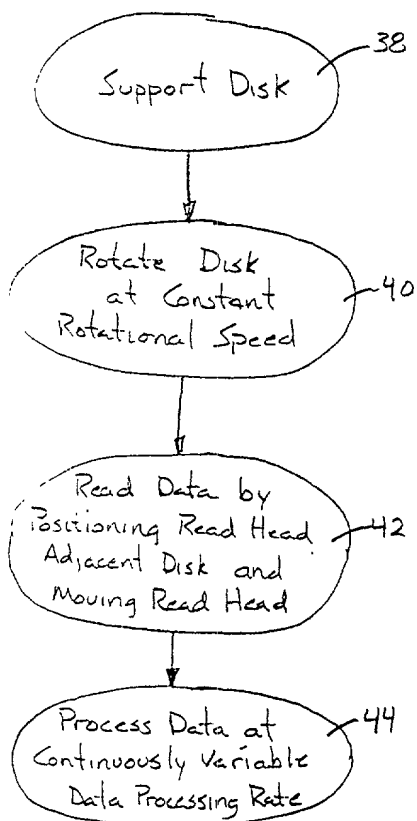 Support Disk
38
Rotate Disk
at Constant
Rotational Speed
40
Read Data by
Positioning Read Head
Adjacent Disk and
Moving Read Head
42
Process Data at
Continuously Variable
Data Processing Rate
44